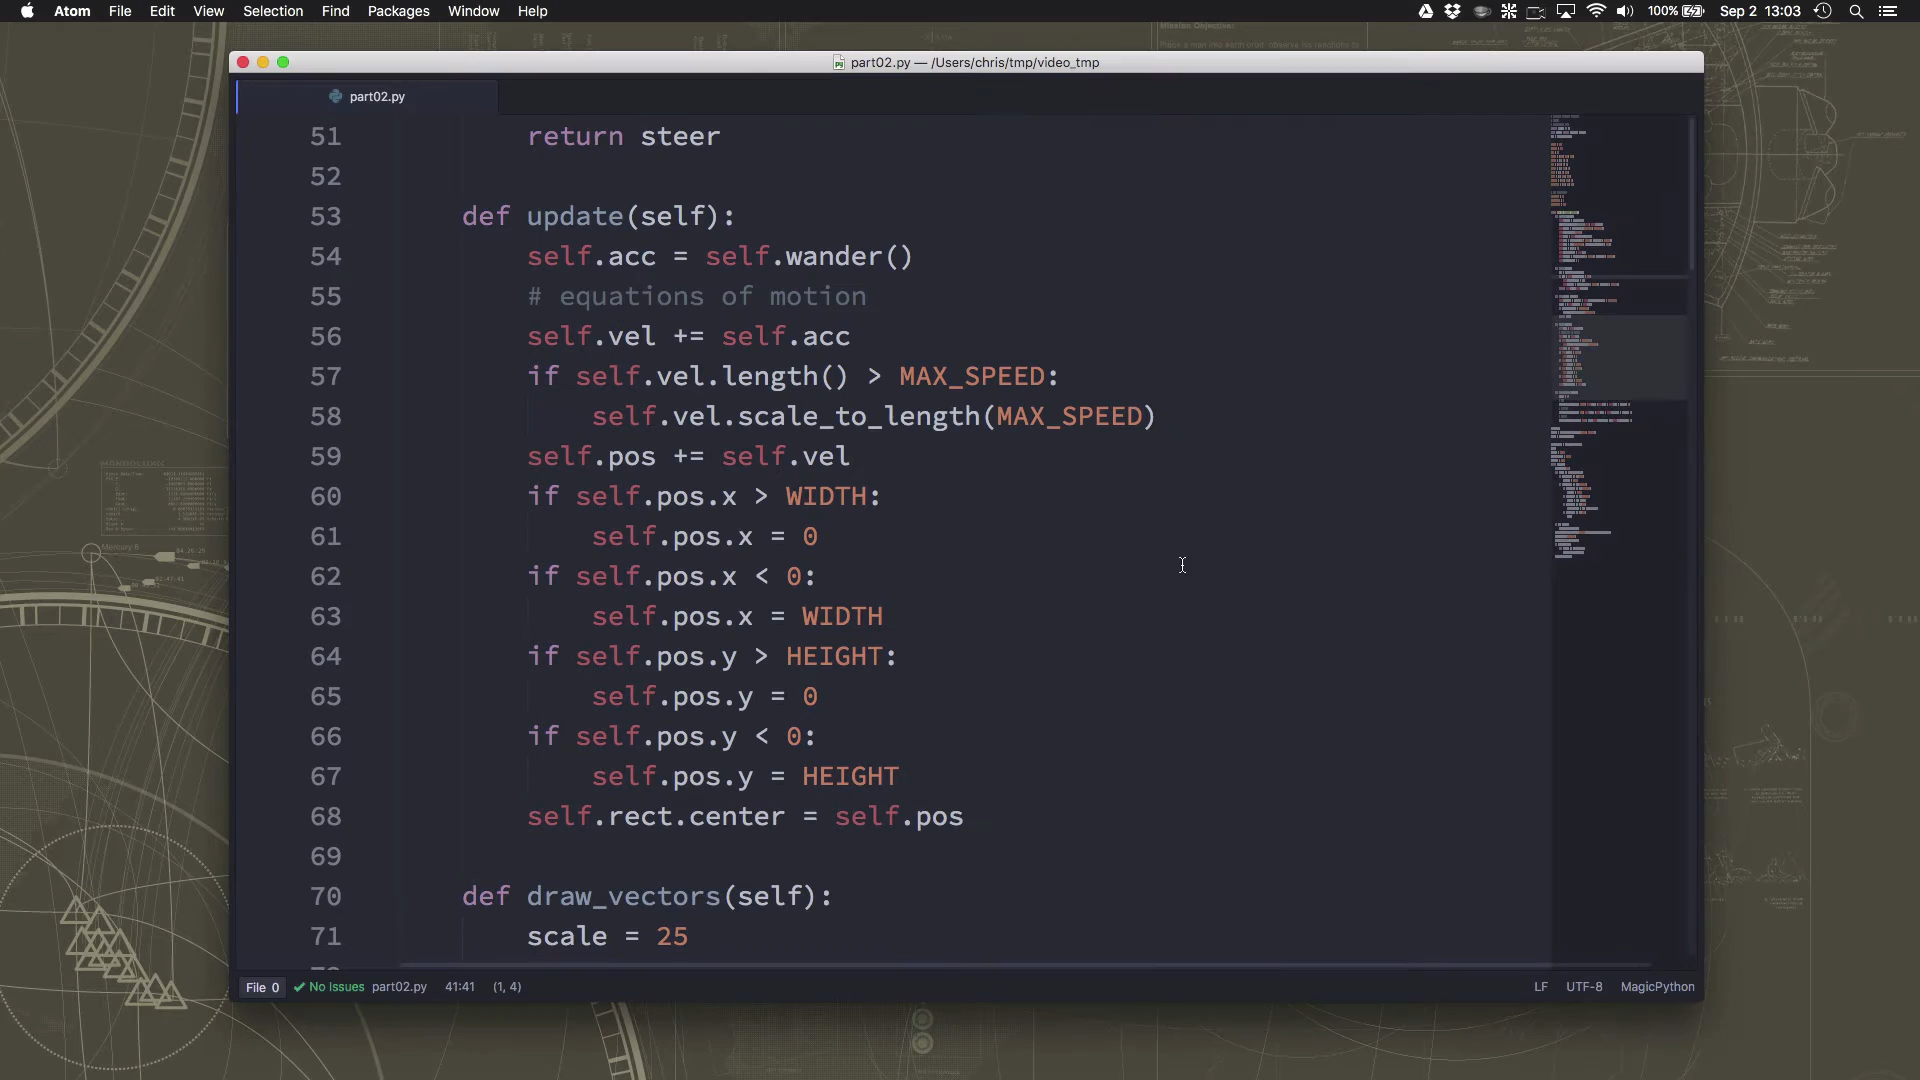 Atom File Edit View Selection Find Packages Window Help
100% Sep 2 13:03
part02.py — /Users/chris/tmp/video_tmp
part02.py
51 return steer
52
53 def update(self):
54 self.acc = self.wander()
55 # equations of motion
56 self.vel += self.acc
57 if self.vel.length() > MAX_SPEED:
58 self.vel.scale_to_length(MAX_SPEED)
59 self.pos += self.vel
60 if self.pos.x > WIDTH:
61 self.pos.x = 0
62 if self.pos.x < 0:
63 self.pos.x = WIDTH
64 if self.pos.y > HEIGHT:
65 self.pos.y = 0
66 if self.pos.y < 0:
67 self.pos.y = HEIGHT
68 self.rect.center = self.pos
69
70 def draw_vectors(self):
71 scale = 25
File 0 No Issues part02.py 41:41 (1, 4) LF UTF-8 MagicPython